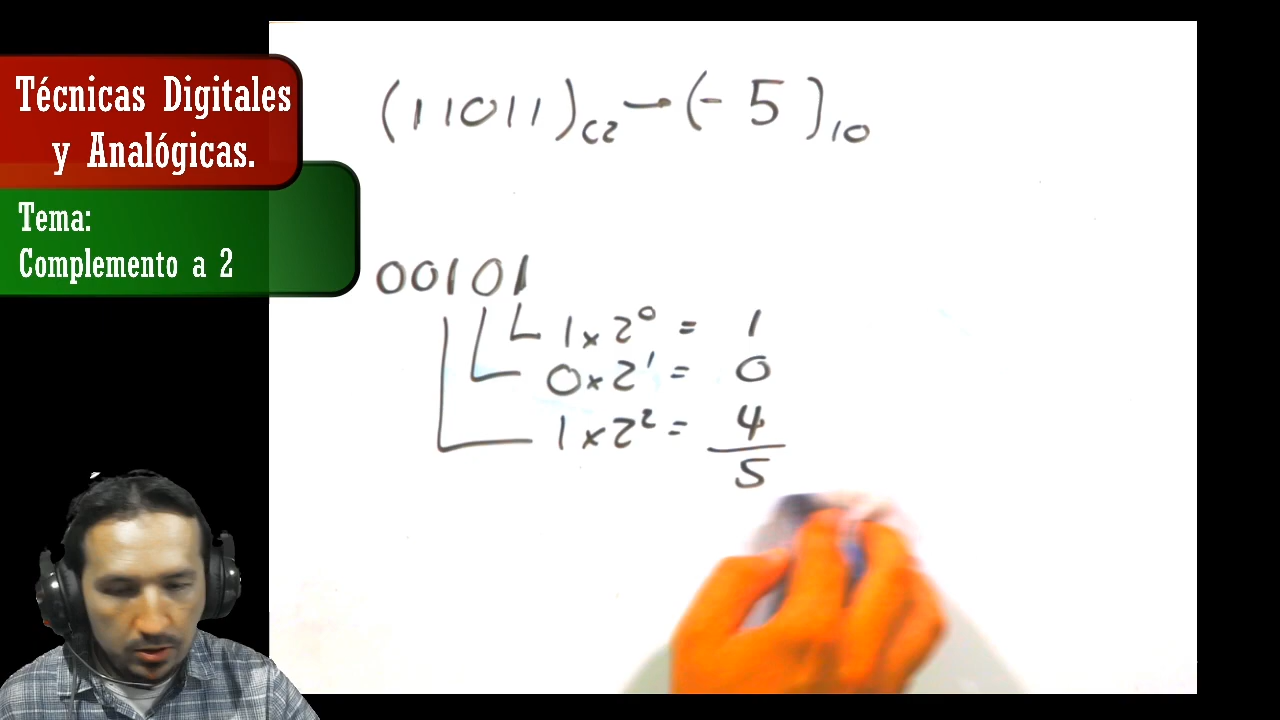 Técnicas Digitales
y Analógicas.
Tema:
Complemento a 2
(11011)C2 → (- 5)10
00101
1 x 2⁰ = 1
0 x 2¹ = 0
1 x 2² = 4
5